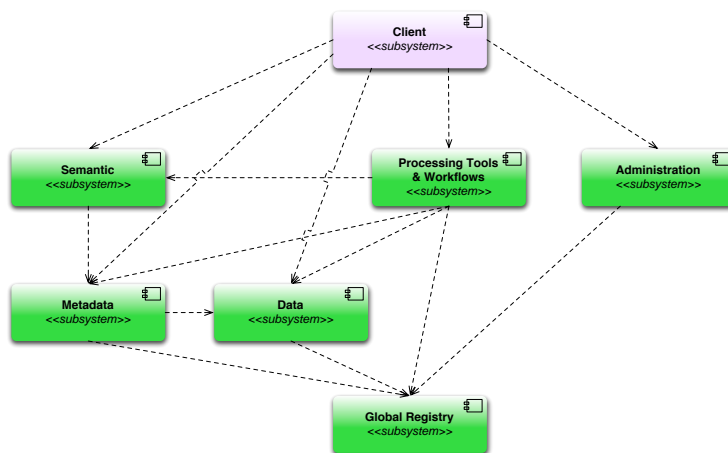 Client
<<subsystem>>
Semantic
<<subsystem>>
Processing Tools
& Workflows
<<subsystem>>
Administration
<<subsystem>>
Metadata
<<subsystem>>
Data
<<subsystem>>
Global Registry
<<subsystem>>